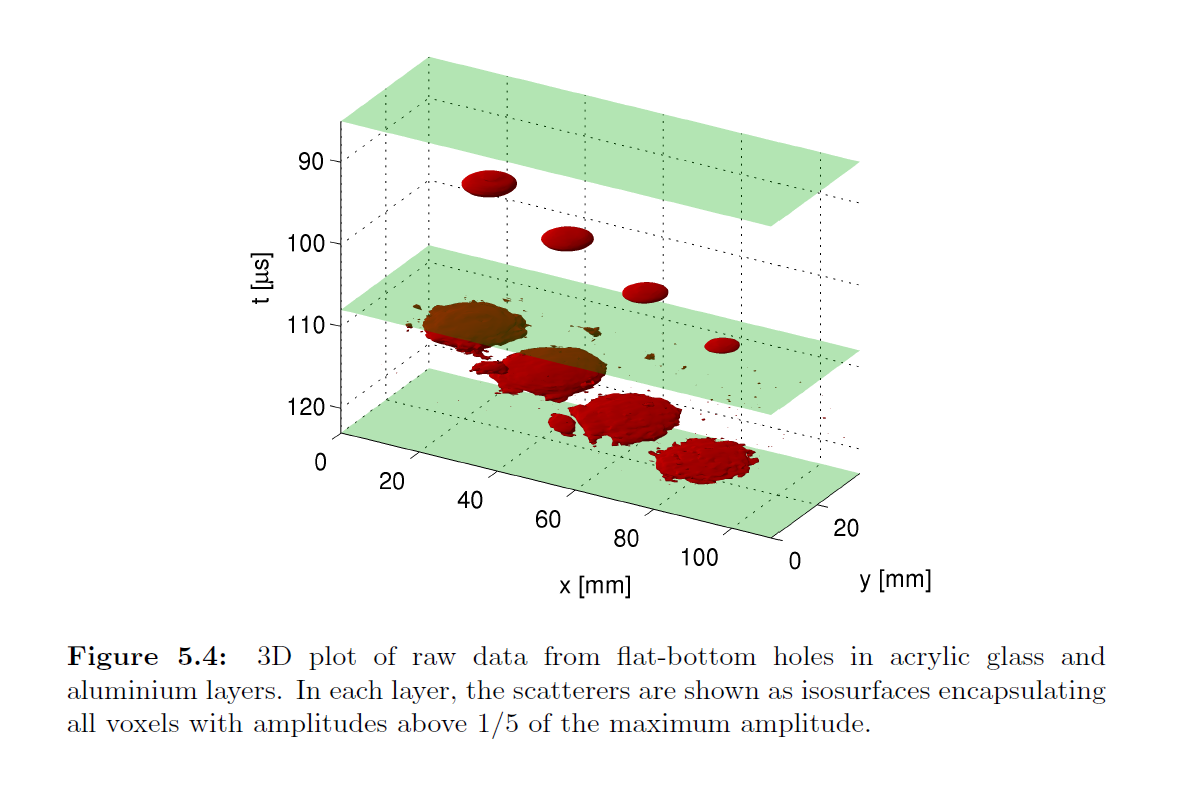 90
100
110
120
t [µs]
0
20
40
60
80
100
x [mm]
0
20
y [mm]
Figure 5.4: 3D plot of raw data from flat-bottom holes in acrylic glass and
aluminium layers. In each layer, the scatterers are shown as isosurfaces encapsulating
all voxels with amplitudes above 1/5 of the maximum amplitude.